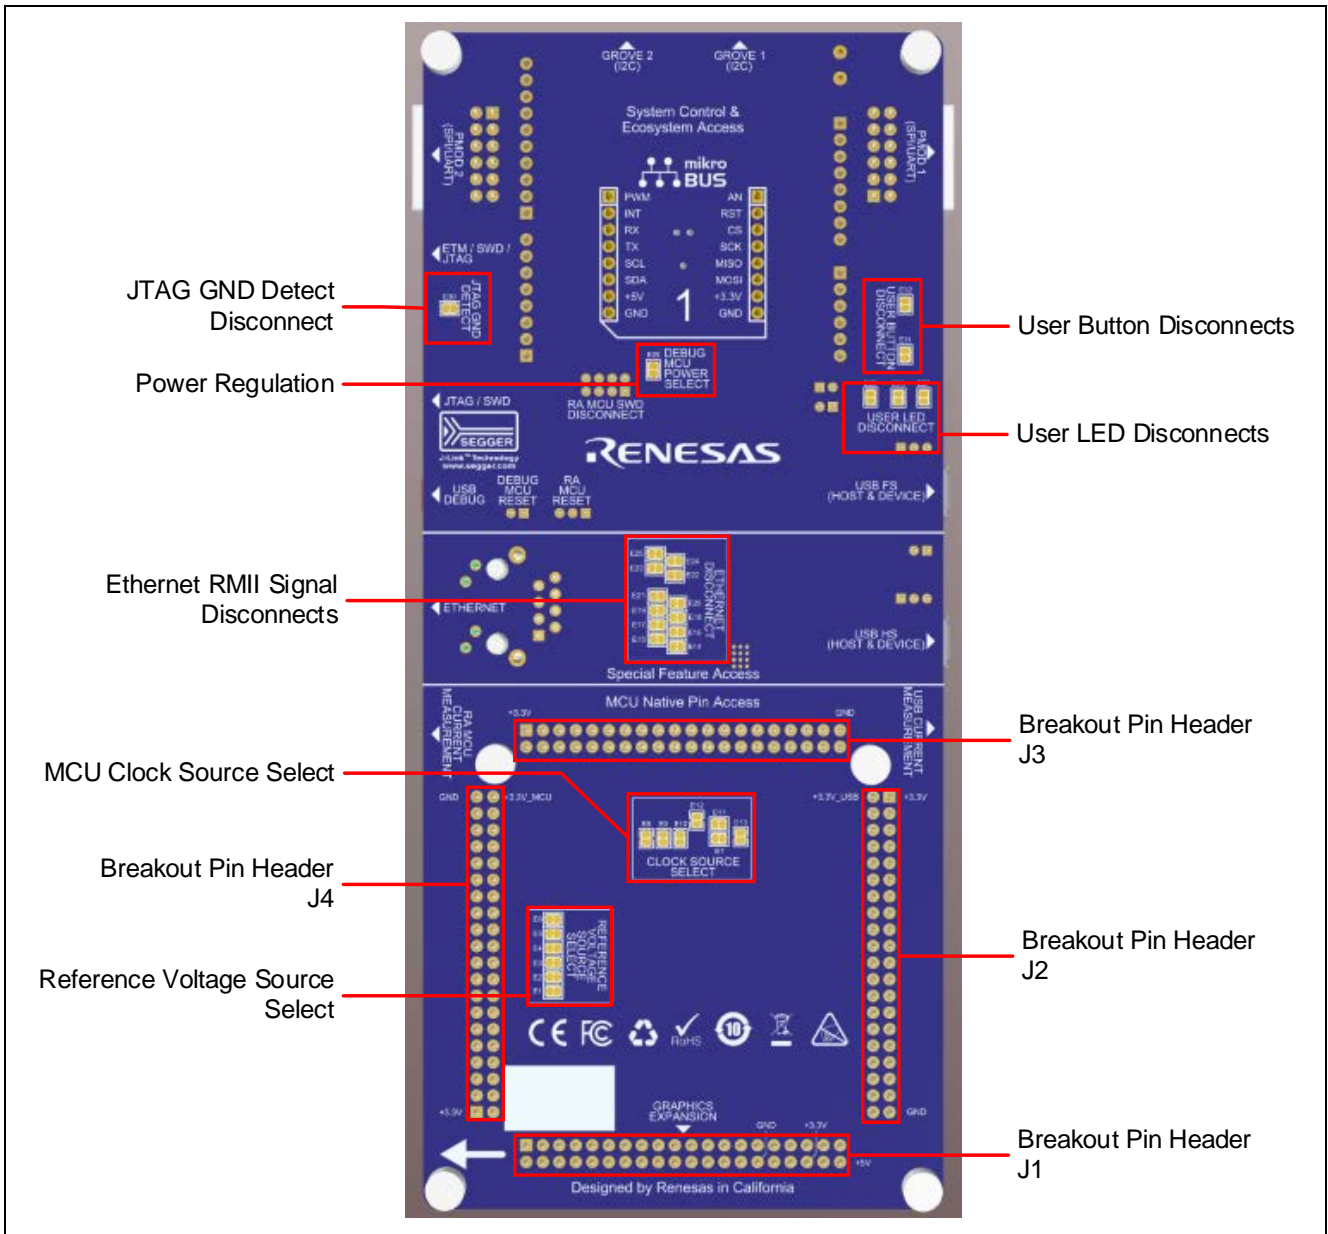 GROVE 2
(I2C)
GROVE 1
(I2C)
System Control &
Ecosystem Access
PMOD 2
(SPI/UART)
PMOD 1
(SPI/UART)
mikro
BUS
PWM
INT
RX
TX
SCL
SDA
+5V
GND
AN
RST
CS
MISO
MOSI
+3.3V
GND
1
ETM / SWD /
JTAG
JTAG GND
DETECT
JTAG GND Detect
Disconnect
USER BUTTON
DISCONNECT
User Button Disconnects
DEBUG
MCU
POWER
SELECT
Power Regulation
RA MCU SWD
DISCONNECT
JTAG / SWD
SEGGER
J-Link™ Technology
www.segger.com
RENESAS
USER LED
DISCONNECT
User LED Disconnects
USB
DEBUG
DEBUG
MCU
RESET
RA
MCU
RESET
USB FS
(HOST & DEVICE)
Ethernet RMII Signal
Disconnects
ETHERNET
ETHERNET
DISCONNECT
USB HS
(HOST & DEVICE)
Special Feature Access
MCU Native Pin Access
RA MCU
CURRENT
MEASUREMENT
USB CURRENT
MEASUREMENT
+3.3V
GND
Breakout Pin Header
J3
MCU Clock Source Select
GND
+3.3V_MCU
+3.3V_USB
+3.3V
E12
E11
CLOCK SOURCE
SELECT
Breakout Pin Header
J4
REFERENCE
VOLTAGE
SOURCE
SELECT
Reference Voltage Source
Select
Breakout Pin Header
J2
CE FC RoHS 10
+3.3V
GND
GRAPHICS
EXPANSION
GND
+3.3V
+5V
Breakout Pin Header
J1
Designed by Renesas in California